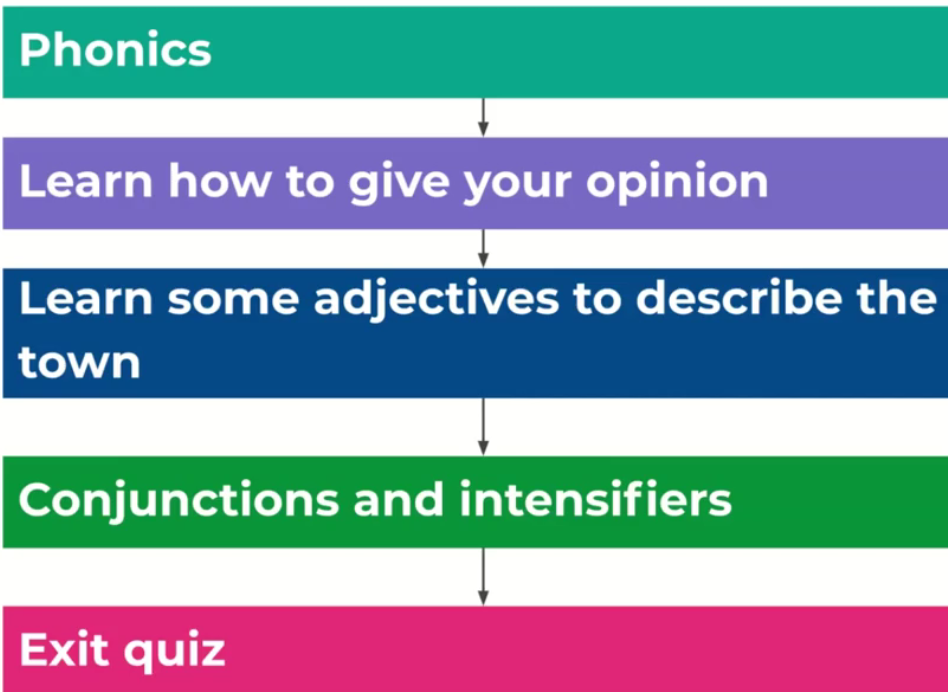 Phonics
Learn how to give your opinion
Learn some adjectives to describe the
town
Conjunctions and intensifiers
Exit quiz